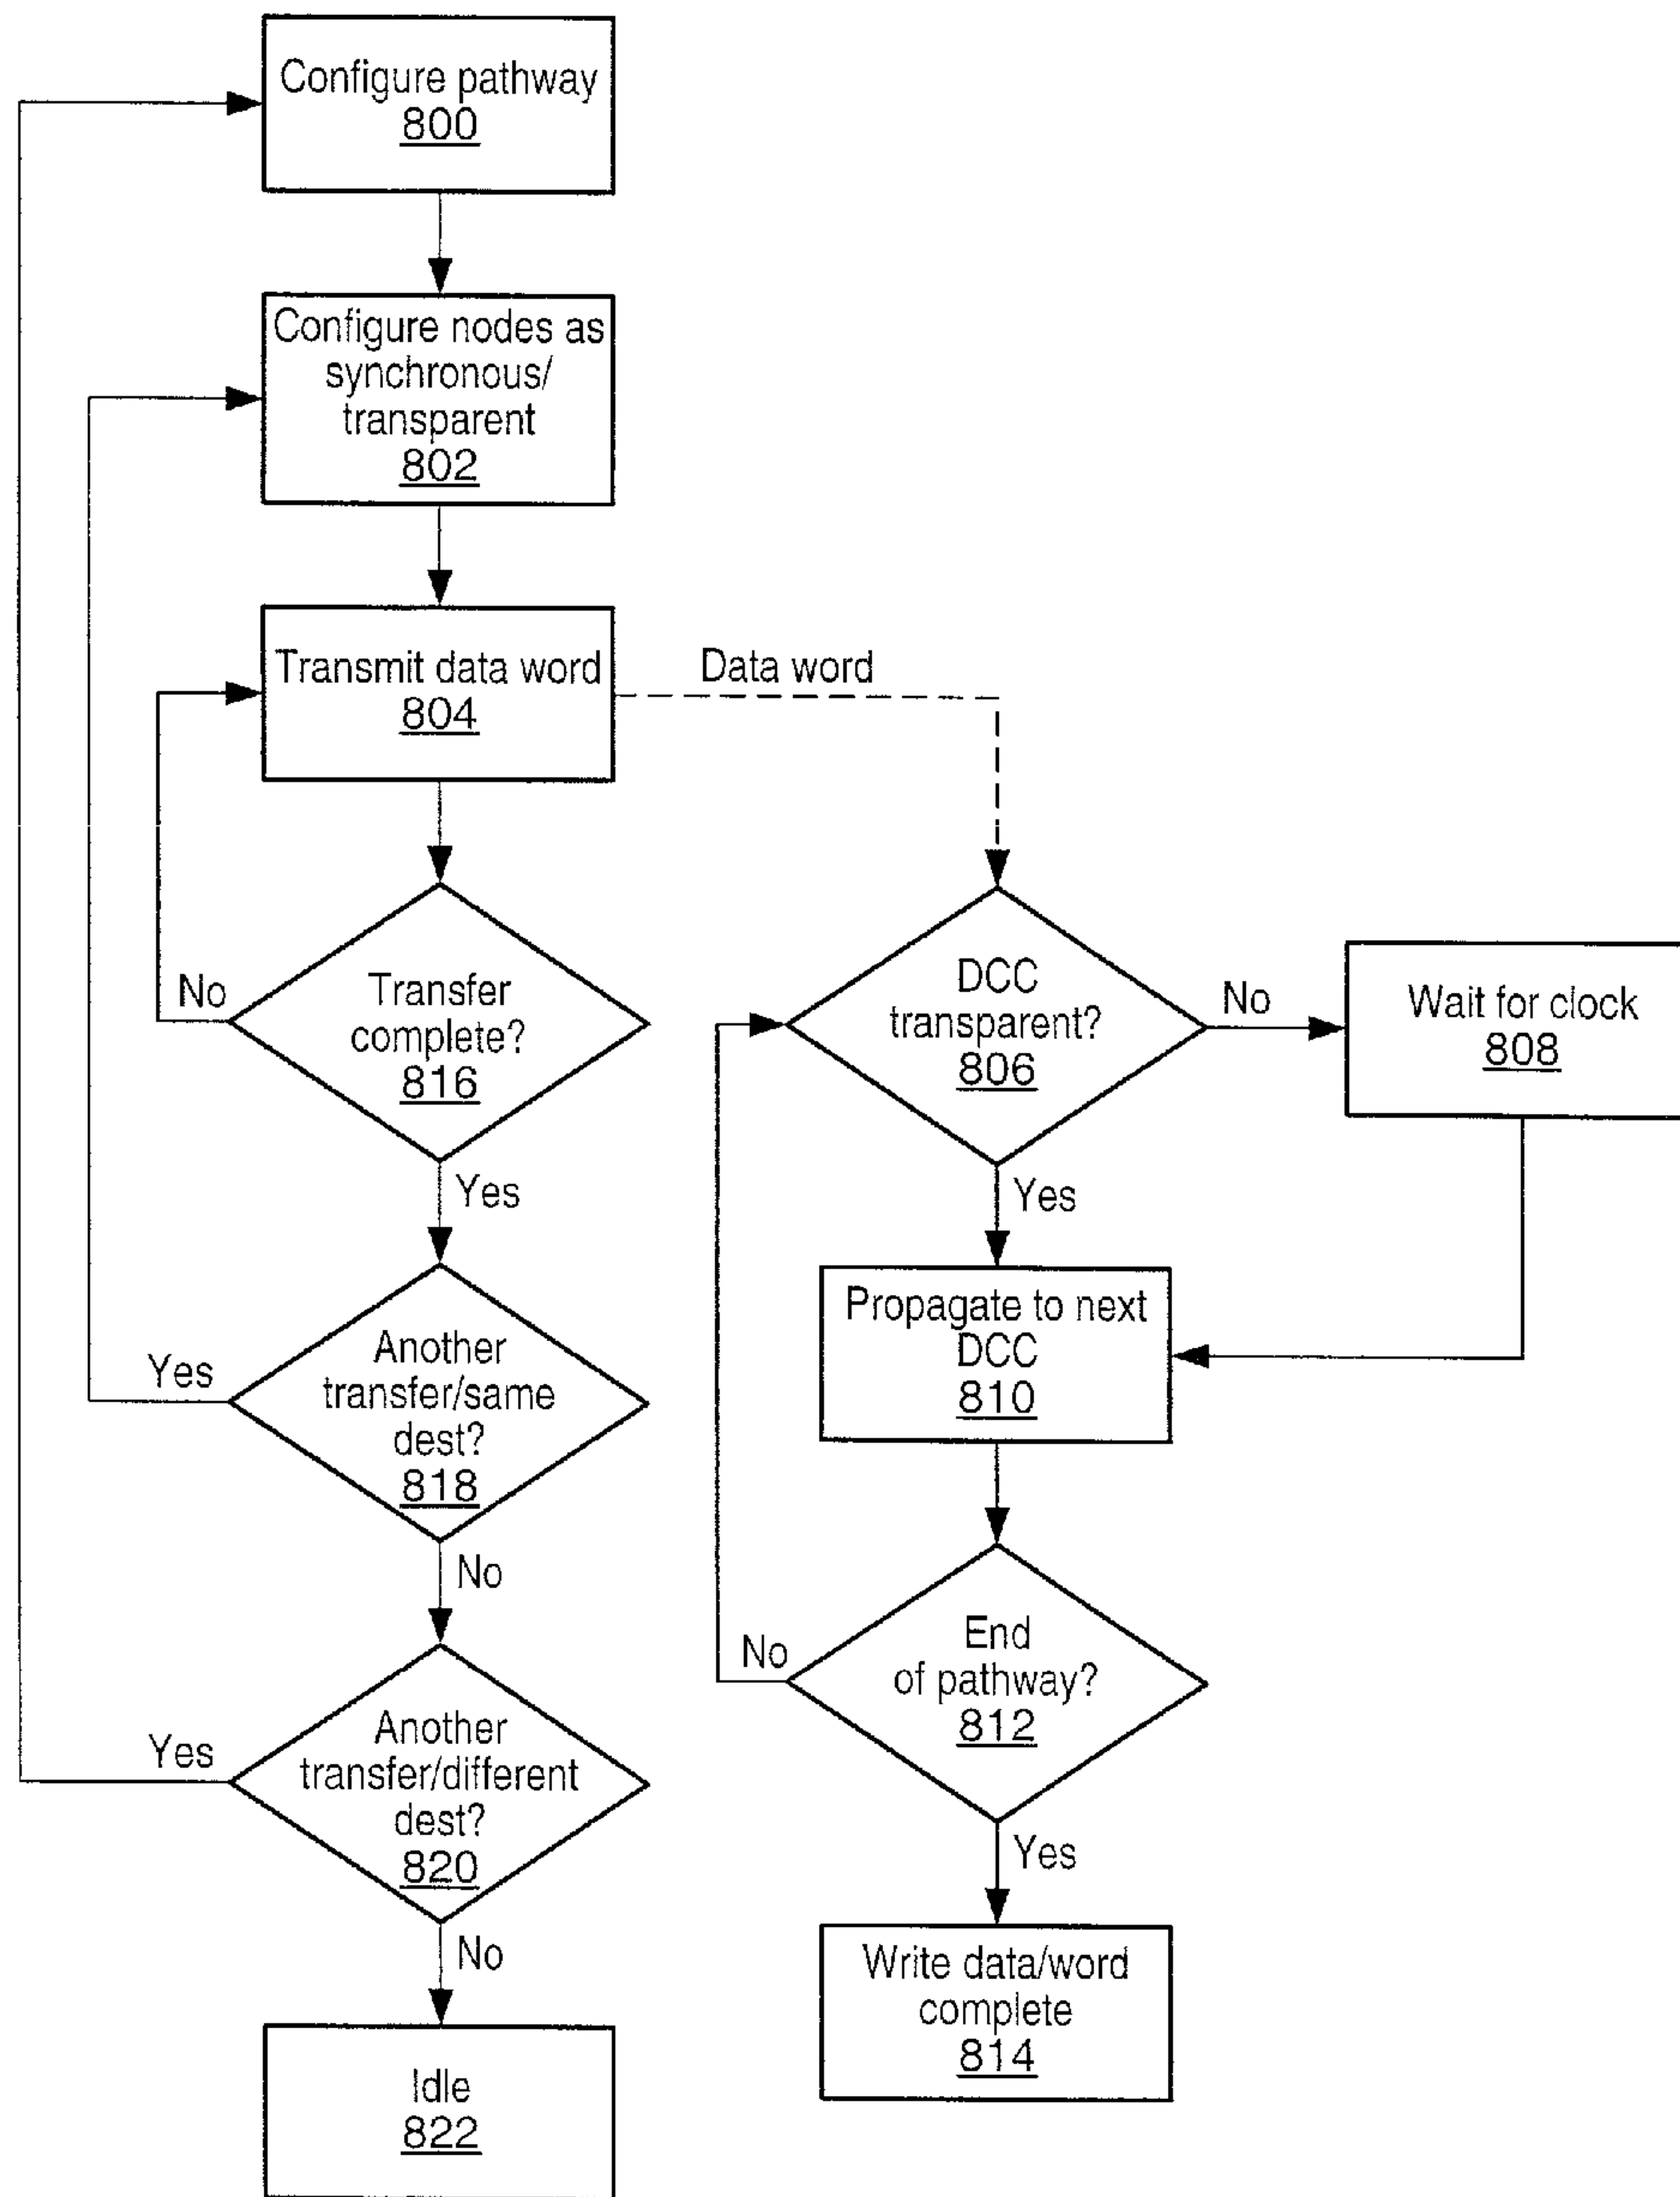 Configure pathway
800
Configure nodes as
synchronous/
transparent
802
Transmit data word
804
Data word
Transfer
complete?
816
No
Yes
DCC
transparent?
806
No
Yes
Wait for clock
808
Propagate to next
DCC
810
Another
transfer/same
dest?
818
Yes
No
End
of pathway?
812
No
Yes
Another
transfer/different
dest?
820
Yes
No
Write data/word
complete
814
Idle
822